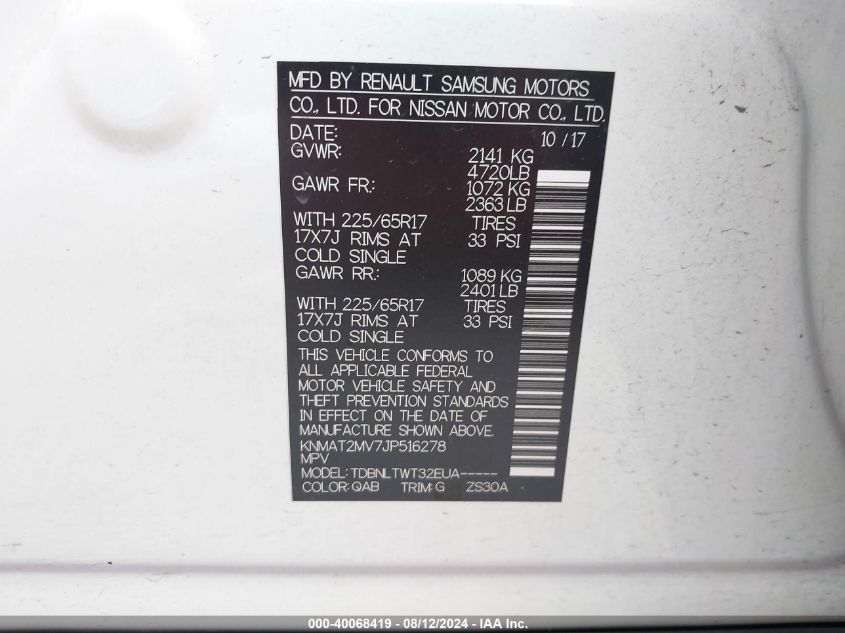 MFD BY RENAULT SAMSUNG MOTORS
CO., LTD. FOR NISSAN MOTOR CO., LTD.
DATE: 10 / 17
GVWR: 2141 KG
4720LB
GAWR FR.: 1072 KG
2363 LB
WITH 225/65R17 TIRES
17X7J RIMS AT 33 PSI
COLD SINGLE
GAWR RR.: 1089 KG
2401 LB
WITH 225/65R17 TIRES
17X7J RIMS AT 33 PSI
COLD SINGLE
THIS VEHICLE CONFORMS TO
ALL APPLICABLE FEDERAL
MOTOR VEHICLE SAFETY AND
THEFT PREVENTION STANDARDS
IN EFFECT ON THE DATE OF
MANUFACTURE SHOWN ABOVE.
KNMAT2MV7JP516278
MPV
MODEL: TDBNLTWT32EUA-----
COLOR: QAB TRIM: G ZS30A
000-40068419 - 08/12/2024 - IAA Inc.